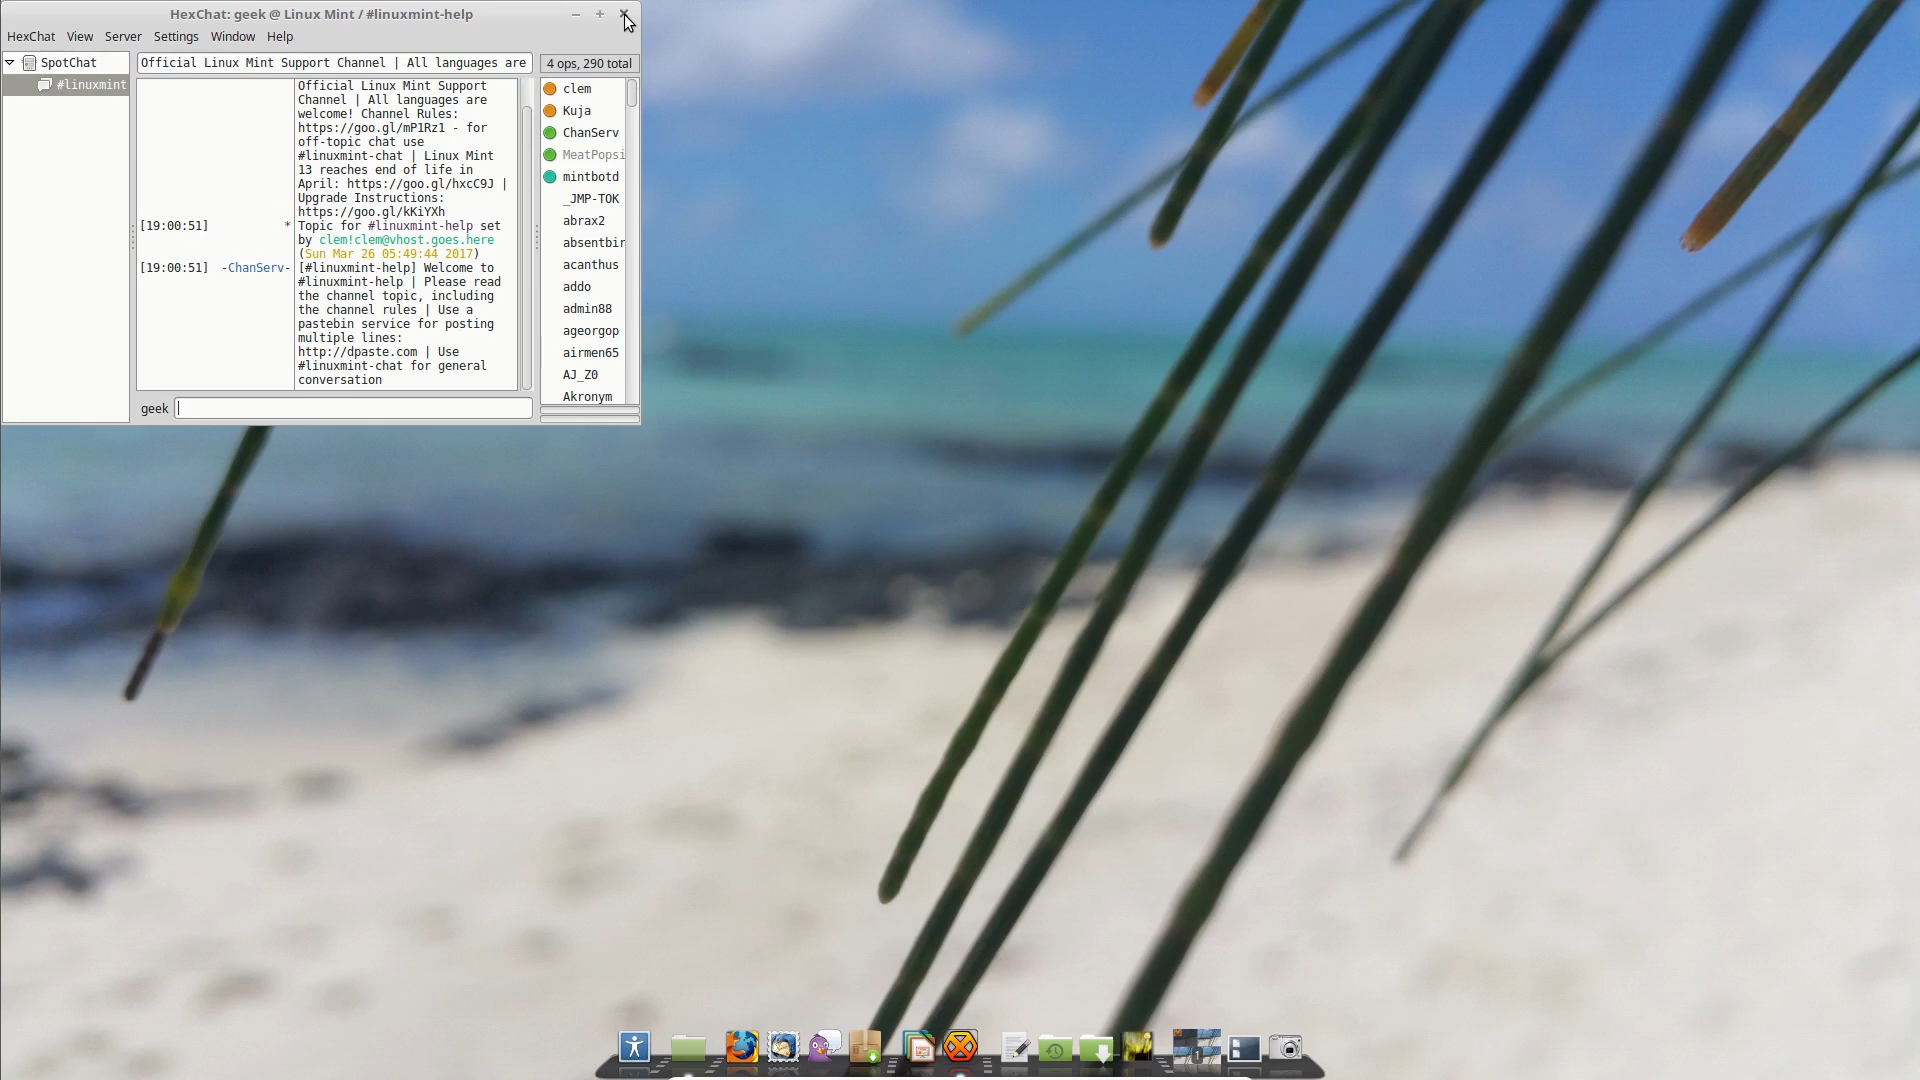 HexChat: geek @ Linux Mint / #linuxmint-help
HexChat View Server Settings Window Help
SpotChat
#linuxmint
Official Linux Mint Support Channel | All languages are
4 ops, 290 total
Official Linux Mint Support
Channel | All languages are
welcome! Channel Rules:
https://goo.gl/mP1Rz1 - for
off-topic chat use
#linuxmint-chat | Linux Mint
13 reaches end of life in
April: https://goo.gl/hxcC9J |
Upgrade Instructions:
https://goo.gl/kKiYXh
[19:00:51] * Topic for #linuxmint-help set
by clem!clem@vhost.goes.here
(Sun Mar 26 05:49:44 2017)
[19:00:51] -ChanServ- [#linuxmint-help] Welcome to
#linuxmint-help | Please read
the channel topic, including
the channel rules | Use a
pastebin service for posting
multiple lines:
http://dpaste.com | Use
#linuxmint-chat for general
conversation
geek
clem
Kuja
ChanServ
MeatPopsi
mintbotd
_JMP-TOK
abrax2
absentbir
acanthus
addo
admin88
ageorgop
airmen65
AJ_Z0
Akronym
1